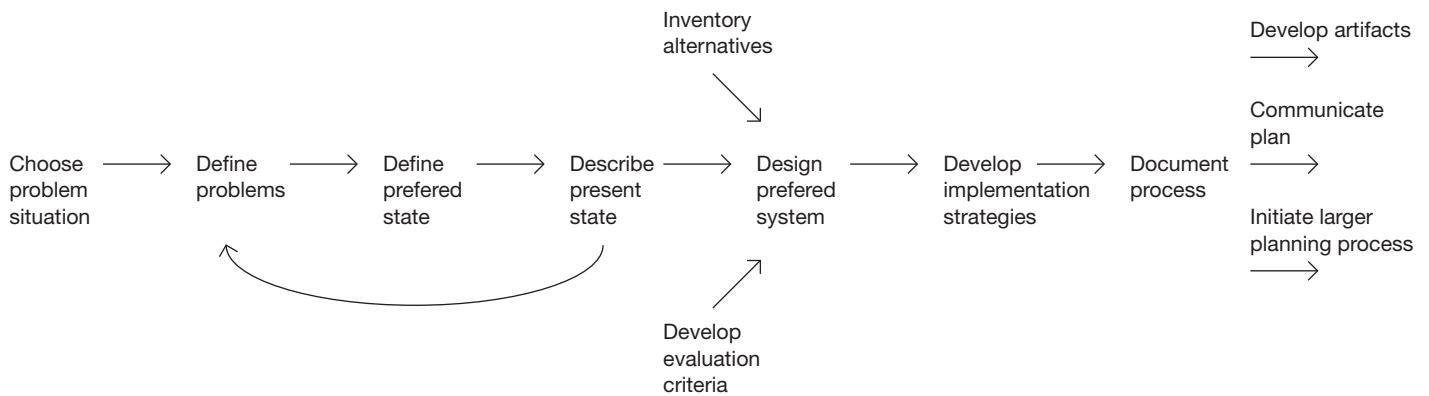 Choose
problem
situation
Define
problems
Define
prefered
state
Describe
present
state
Inventory
alternatives
Design
prefered
system
Develop
evaluation
criteria
Develop
implementation
strategies
Document
process
Develop artifacts
Communicate
plan
Initiate larger
planning process